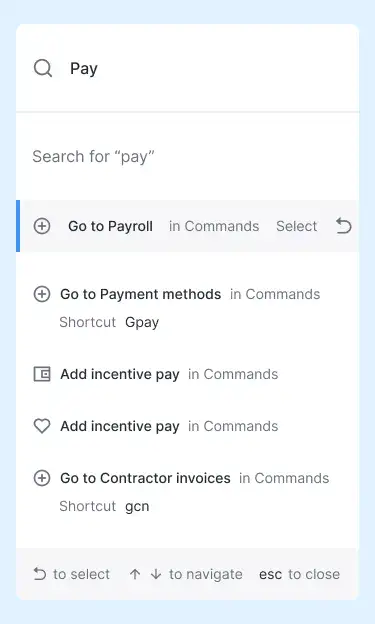 Pay
Search for “pay”
Go to Payroll in Commands Select
Go to Payment methods in Commands
Shortcut Gpay
Add incentive pay in Commands
Add incentive pay in Commands
Go to Contractor invoices in Commands
Shortcut gcn
to select ↑ ↓ to navigate esc to close